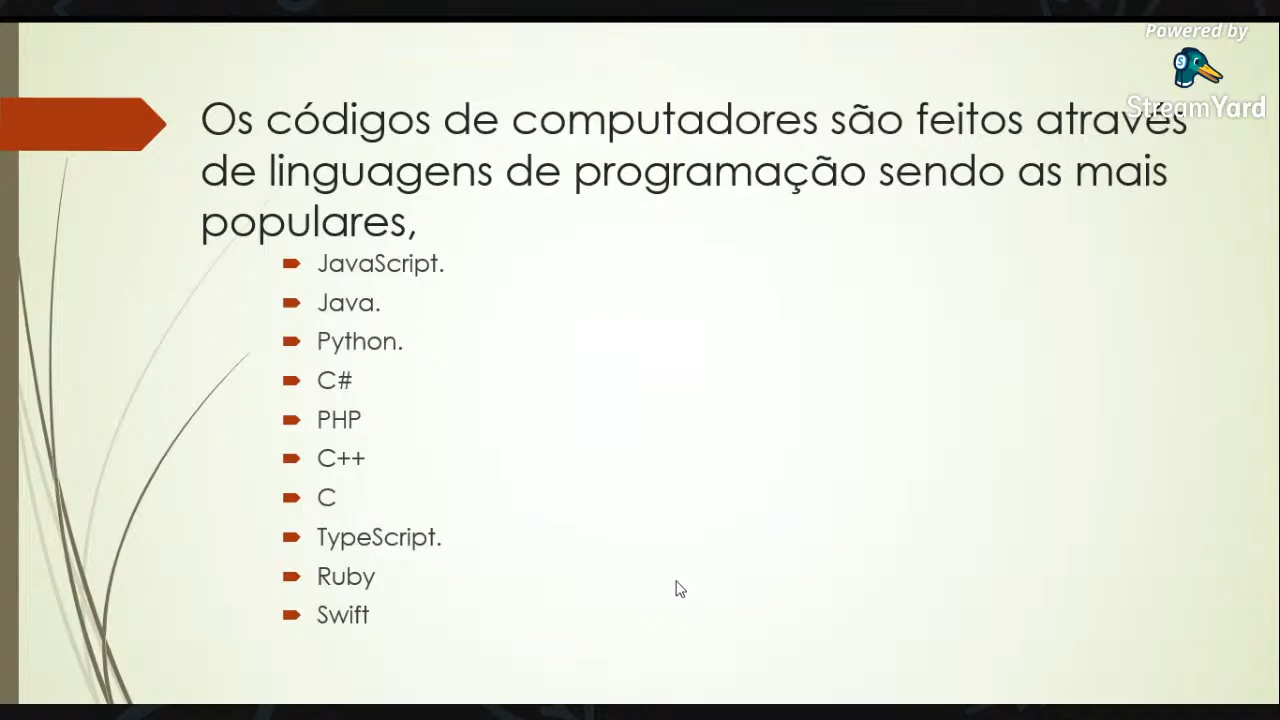 Powered by
StreamYard
Os códigos de computadores são feitos através
de linguagens de programação sendo as mais
populares,
JavaScript.
Java.
Python.
C#
PHP
C++
C
TypeScript.
Ruby
Swift